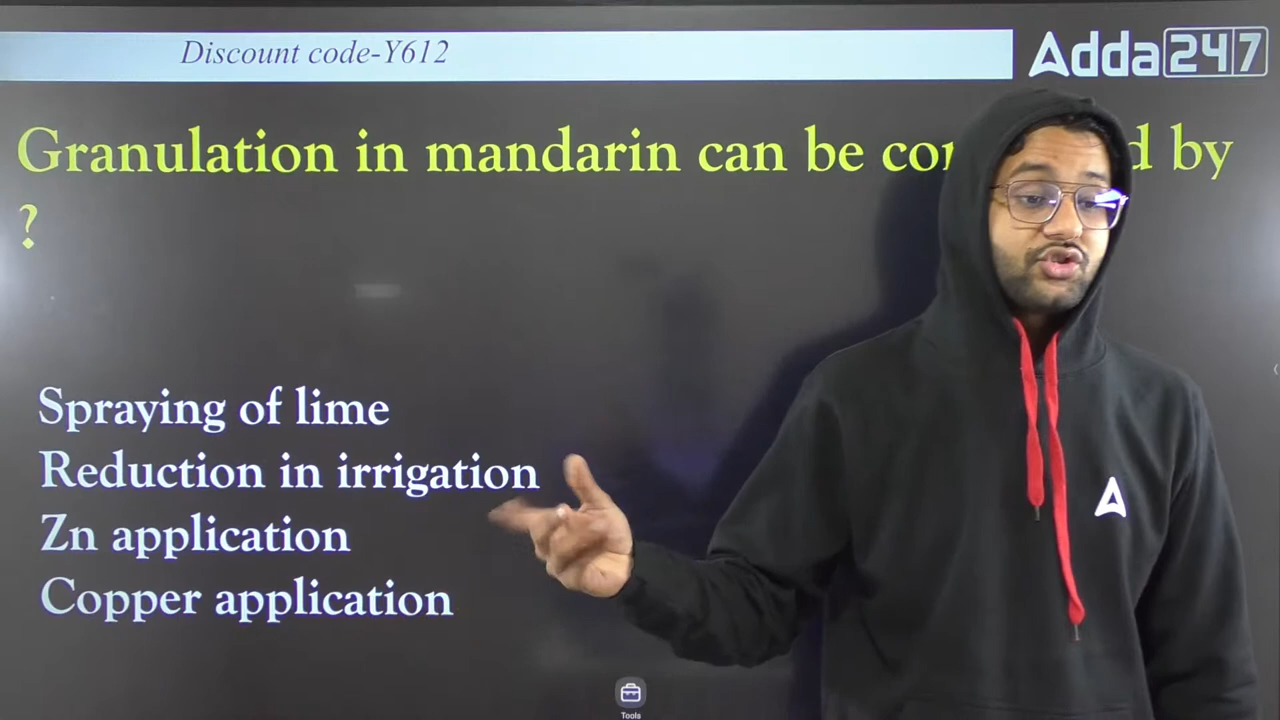 Discount code-Y612
Adda247
Granulation in mandarin can be by
?
Spraying of lime
Reduction in irrigation
Zn application
Copper application
Tools